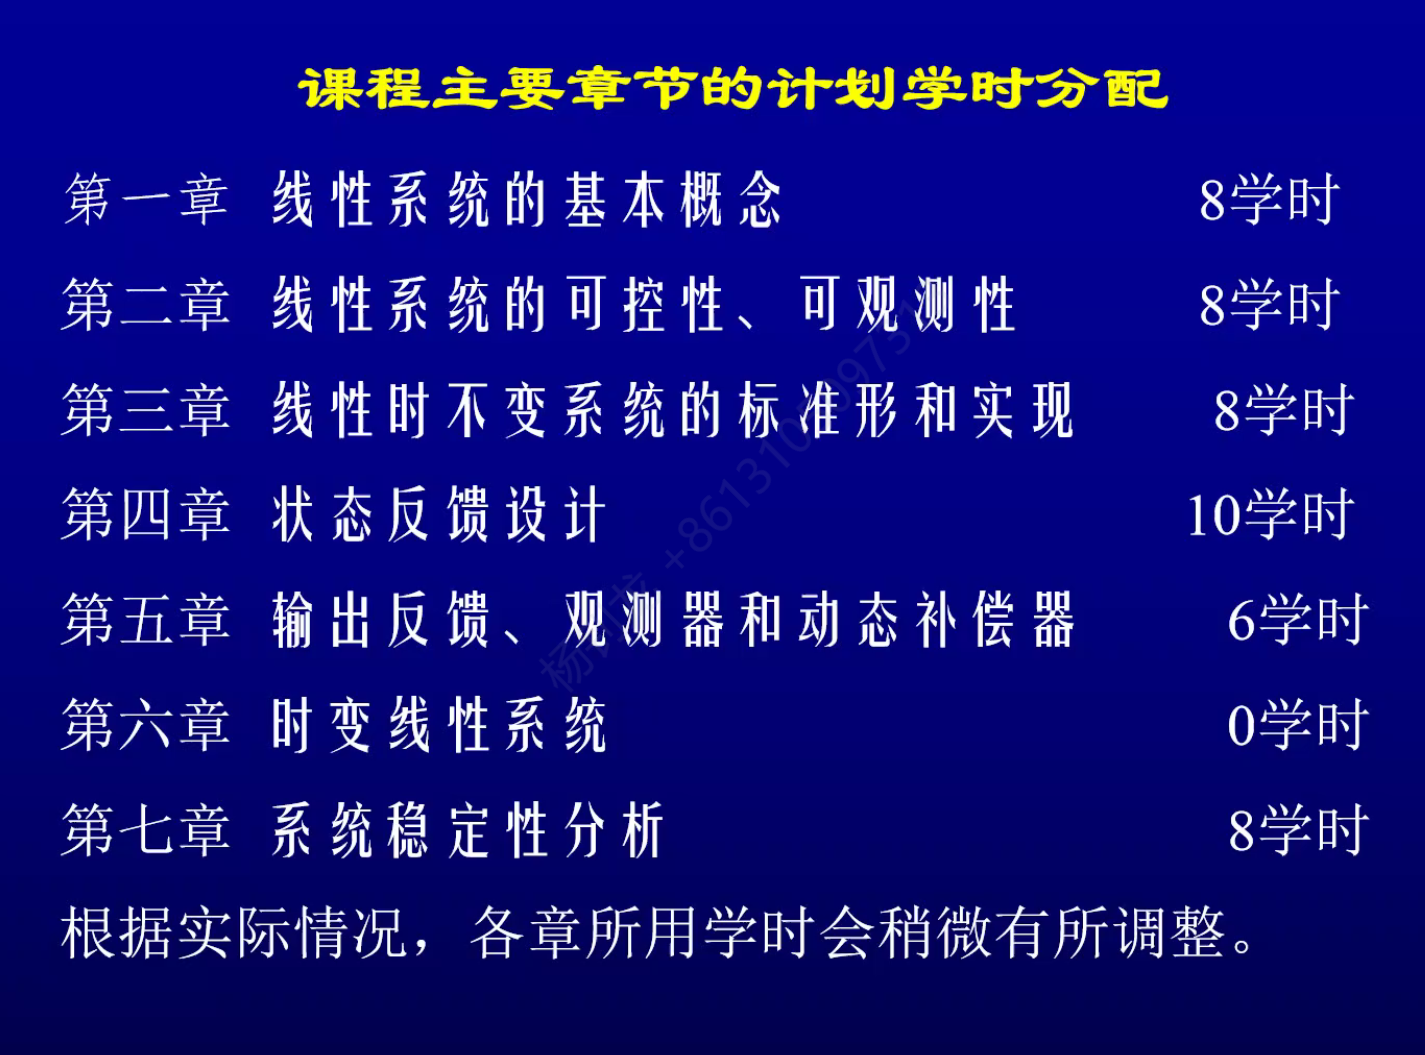 课程主要章节的计划学时分配
第一章 线性系统的基本概念 8学时
第二章 线性系统的可控性、可观测性 8学时
第三章 线性时不变系统的标准形和实现 8学时
第四章 状态反馈设计 10学时
第五章 输出反馈、观测器和动态补偿器 6学时
第六章 时变线性系统 0学时
第七章 系统稳定性分析 8学时
根据实际情况，各章所用学时会稍微有所调整。